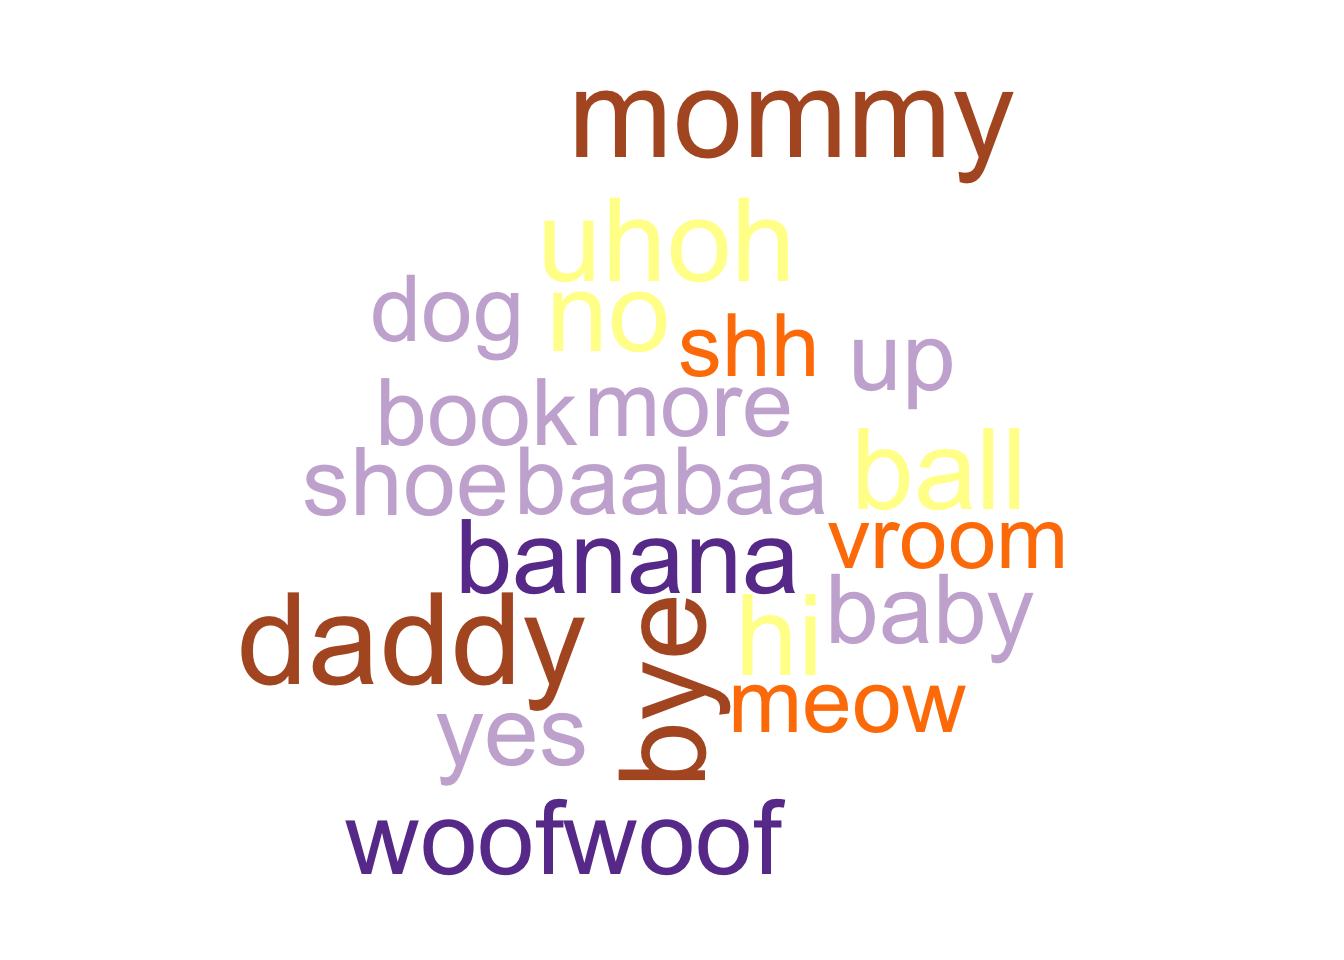 mommy
uhoh
dog no shh up
book more
shoe baabaa ball
banana vroom
daddy bye hi baby
yes meow
woofwoof